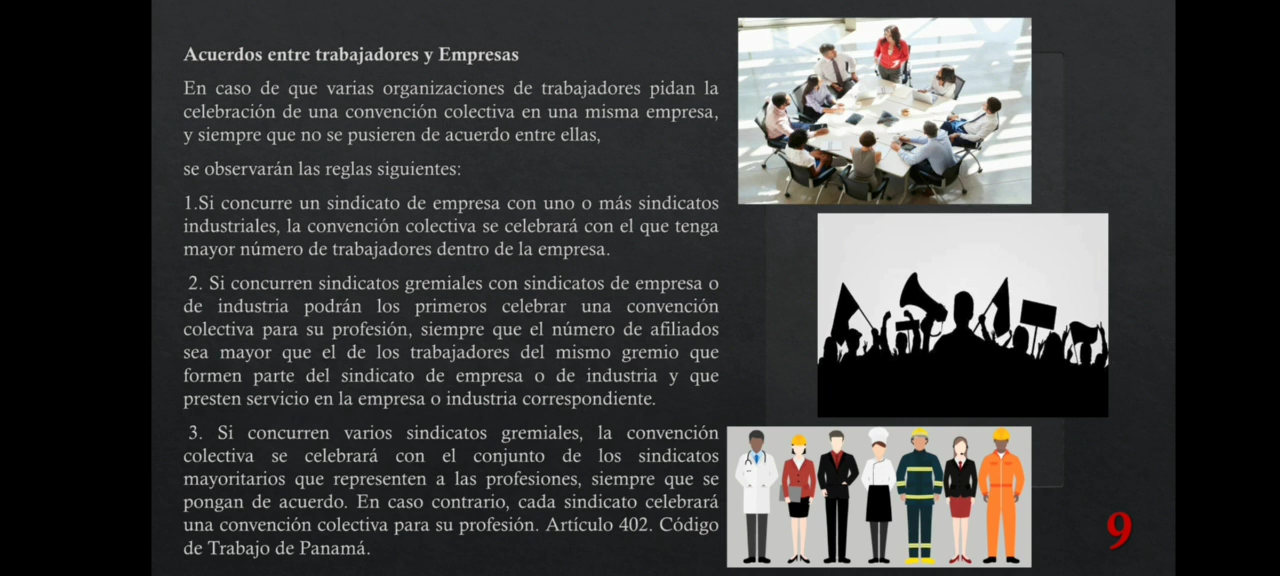 Acuerdos entre trabajadores y Empresas
En caso de que varias organizaciones de trabajadores pidan la
celebración de una convención colectiva en una misma empresa,
y siempre que no se pusieren de acuerdo entre ellas,
se observarán las reglas siguientes:
1.Si concurre un sindicato de empresa con uno o más sindicatos
industriales, la convención colectiva se celebrará con el que tenga
mayor número de trabajadores dentro de la empresa.
2. Si concurren sindicatos gremiales con sindicatos de empresa o
de industria podrán los primeros celebrar una convención
colectiva para su profesión, siempre que el número de afiliados
sea mayor que el de los trabajadores del mismo gremio que
formen parte del sindicato de empresa o de industria y que
presten servicio en la empresa o industria correspondiente.
3. Si concurren varios sindicatos gremiales, la convención
colectiva se celebrará con el conjunto de los sindicatos
mayoritarios que representen a las profesiones, siempre que se
pongan de acuerdo. En caso contrario, cada sindicato celebrará
una convención colectiva para su profesión. Artículo 402. Código
de Trabajo de Panamá.
9